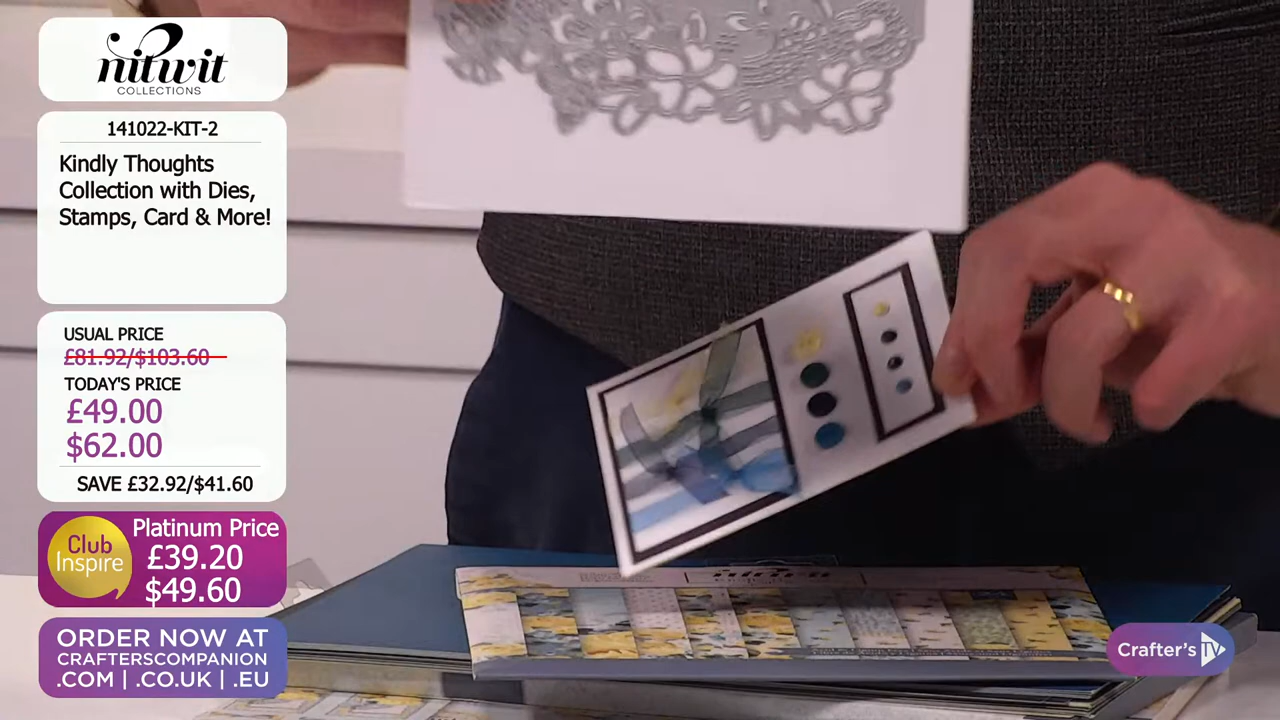 nitwit
COLLECTIONS
141022-KIT-2
Kindly Thoughts
Collection with Dies,
Stamps, Card & More!
USUAL PRICE
£81.92/$103.60
TODAY'S PRICE
£49.00
$62.00
SAVE £32.92/$41.60
Club
Inspire
Platinum Price
£39.20
$49.60
ORDER NOW AT
CRAFTERSCOMPANION
.COM | .CO.UK | .EU
nitwit
Crafter's TV